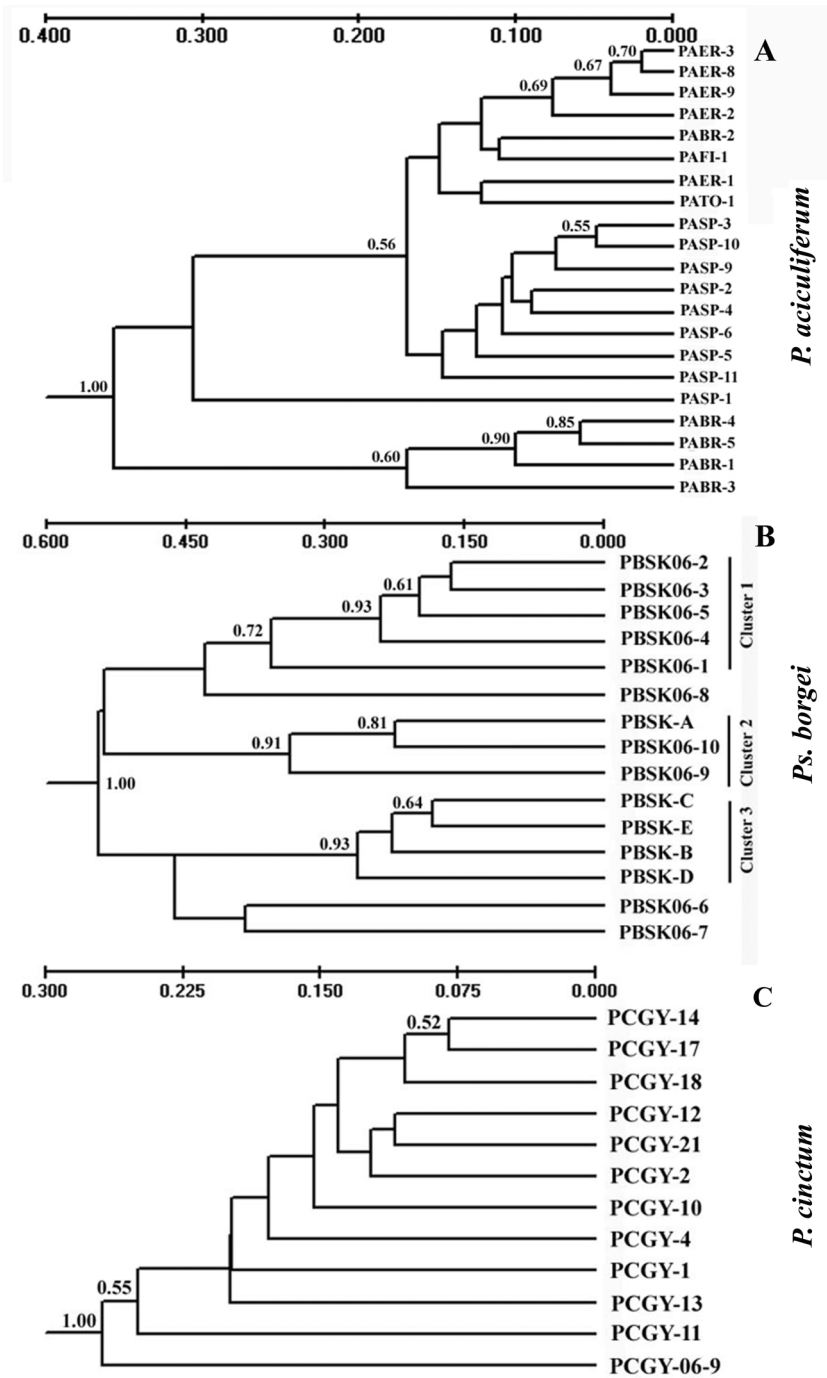 0.400 0.300 0.200 0.100 0.000
A
PAER-3
0.70
PAER-8
0.67
PAER-9
0.69
PAER-2
PABR-2
PAFI-1
PAER-1
PATO-1
PASP-3
0.55
PASP-10
0.56
PASP-9
PASP-2
PASP-4
PASP-6
PASP-5
PASP-11
1.00
PASP-1
PABR-4
0.85
PABR-5
0.90
0.60
PABR-1
PABR-3
P. aciculiferum
0.600 0.450 0.300 0.150 0.000
B
PBSK06-2
0.61
PBSK06-3
0.93
PBSK06-5
0.72
PBSK06-4
PBSK06-1
Cluster 1
PBSK06-8
PBSK-A
0.81
PBSK06-10
0.91
PBSK06-9
Cluster 2
1.00
PBSK-C
0.64
PBSK-E
0.93
PBSK-B
PBSK-D
Cluster 3
PBSK06-6
PBSK06-7
Ps. borgei
0.300 0.225 0.150 0.075 0.000
C
PCGY-14
0.52
PCGY-17
PCGY-18
PCGY-12
PCGY-21
PCGY-2
PCGY-10
PCGY-4
PCGY-1
0.55
PCGY-13
1.00
PCGY-11
PCGY-06-9
P. cinctum